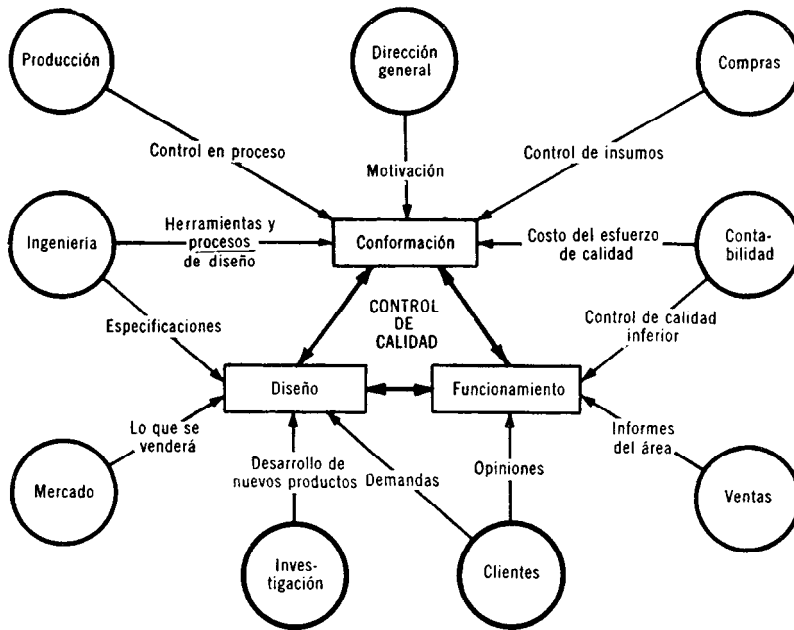 Producción
Dirección
general
Compras
Control en proceso
Motivación
Control de insumos
Ingenieria
Herramientas y
procesos
de diseño
Conformación
Costo del esfuerzo
de calidad
Conta-
bilidad
Especificaciones
CONTROL
DE
CALIDAD
Control de calidad
inferior
Diseño
Funcionamiento
Mercado
Lo que se
venderá
Desarrollo de
nuevos productos
Demandas
Opiniones
Informes
del área
Ventas
Inves-
tigación
Clientes